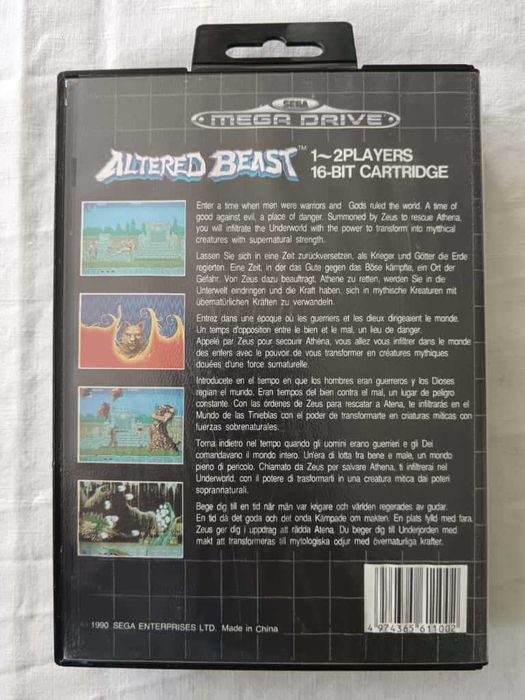 SEGA
MEGA DRIVE
ALTERED BEAST™ 1~2PLAYERS
16-BIT CARTRIDGE
Enter a time when men were warriors and Gods ruled the world. A time of
good against evil, a place of danger. Summoned by Zeus to rescue Athena,
you will infiltrate the Underworld with the power to transform into mythical
creatures with supernatural strength.
Lassen Sie sich in eine Zeit zurückversetzen, als Krieger und Götter die Erde
regierten. Eine Zeit, in der das Gute gegen das Böse kämpfte, ein Ort der
Gefahr. Von Zeus dazu beauftragt, Athene zu retten, werden Sie in die
Unterwelt eindringen und die Kraft haben, sich in mythische Kreaturen mit
übernatürlichen Kräften zu verwandeln.
Entrez dans une époque où les guerriers et les dieux dirigeaient le monde.
Un temps d'opposition entre le bien et le mal, un lieu de danger.
Appelé par Zeus pour secourir Athéna, vous allez vous infiltrer dans le monde
des enfers avec le pouvoir de vous transformer en créatures mythiques
douées d'une force surnaturelle.
Introdúcete en el tiempo en que los hombres eran guerreros y los Dioses
regían el mundo. Eran tiempos del bien contra el mal, un lugar de peligro
constante. Con las órdenes de Zeus para rescatar a Atena, te infiltrarás en el
Mundo de las Tinieblas con el poder de transformarte en criaturas míticas con
fuerzas sobrenaturales.
Torna indietro nel tempo quando gli uomini erano guerrieri e gli Dei
comandavano il mondo intero. Un'era di lotta fra bene e male, un mondo
pieno di pericolo. Chiamato da Zeus per salvare Athena, ti infiltrerai nel
Underworld, con il potere di trasformarti in una creatura mitica dai poteri
soprannaturali.
Bege dig till en tid når män var krigare och världen regerades av gudar.
En tid då det goda och det onda Kämpade om makten. En plats fylld med fara.
Zeus ger dig i uppdrag att rädda Atena. Du beger dig till Underjorden med
makt att transformeras till mytologiska odjur med övernaturliga krafter.
1990 SEGA ENTERPRISES LTD. Made in China
4 974365 611002